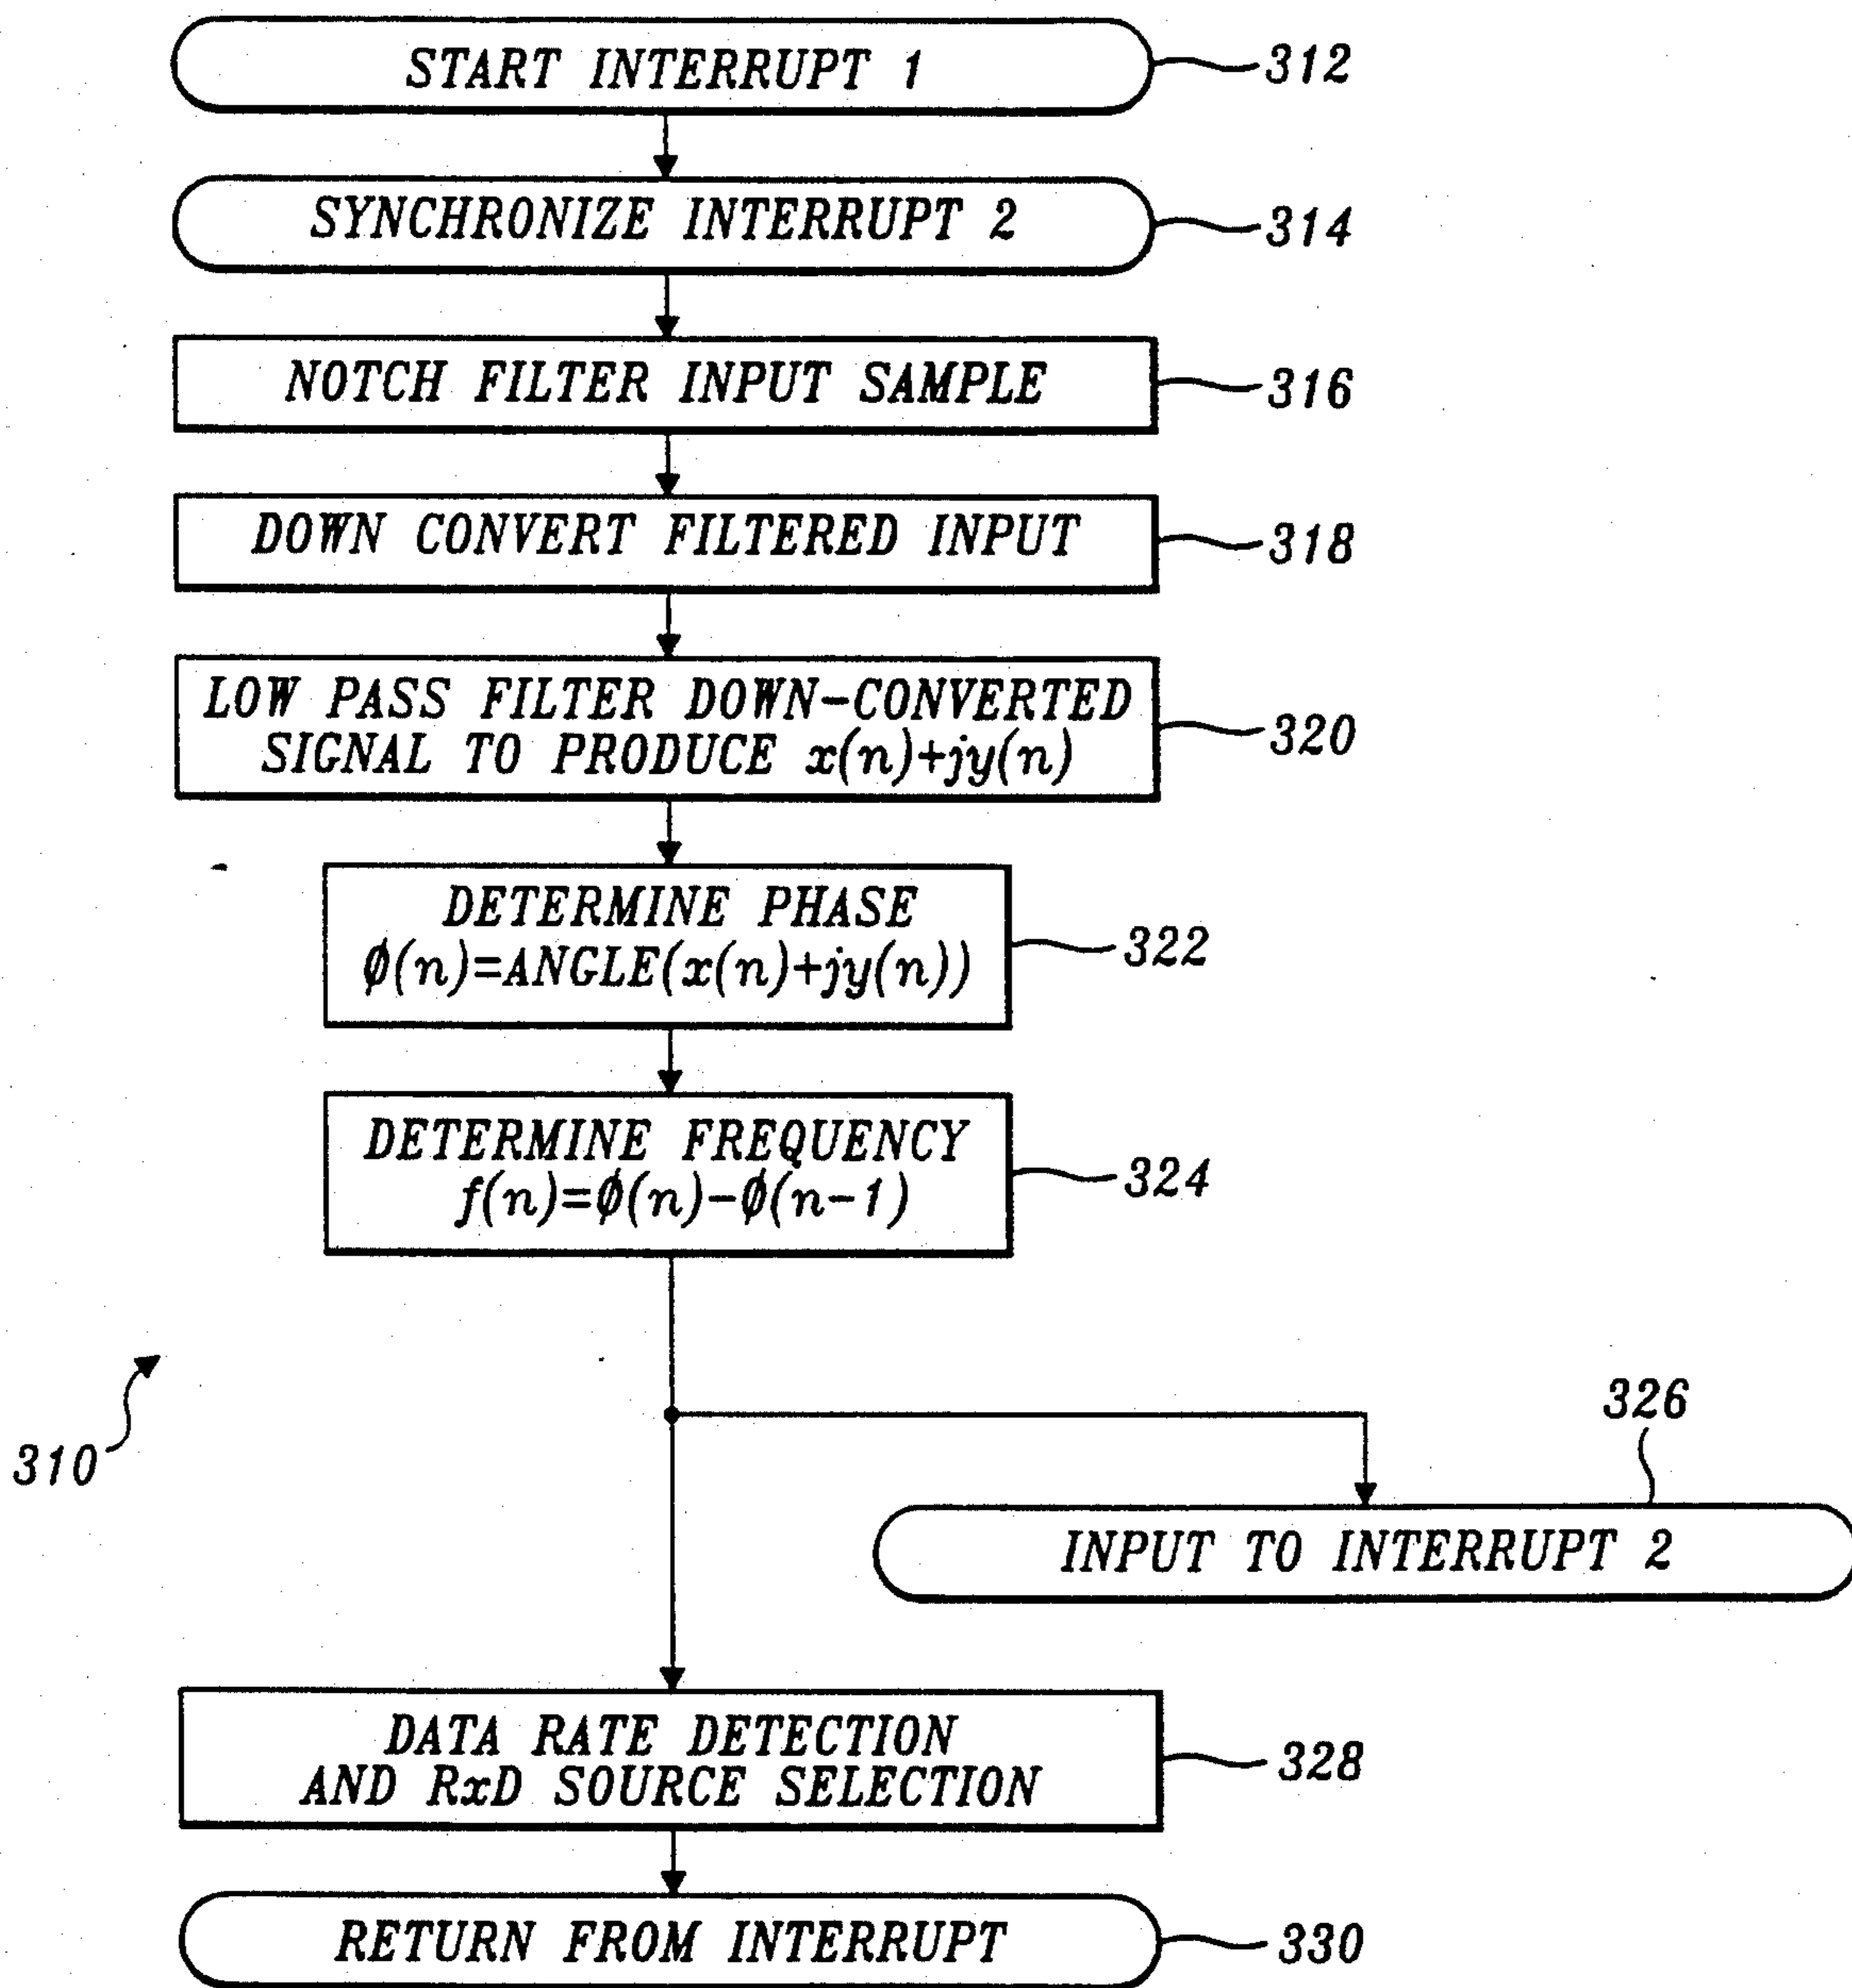 START INTERRUPT 1
312
SYNCHRONIZE INTERRUPT 2
314
NOTCH FILTER INPUT SAMPLE
316
DOWN CONVERT FILTERED INPUT
318
LOW PASS FILTER DOWN-CONVERTED
SIGNAL TO PRODUCE x(n)+jy(n)
320
DETERMINE PHASE
ϕ(n)=ANGLE(x(n)+jy(n))
322
DETERMINE FREQUENCY
f(n)=ϕ(n)-ϕ(n-1)
324
310
326
INPUT TO INTERRUPT 2
DATA RATE DETECTION
AND RxD SOURCE SELECTION
328
RETURN FROM INTERRUPT
330